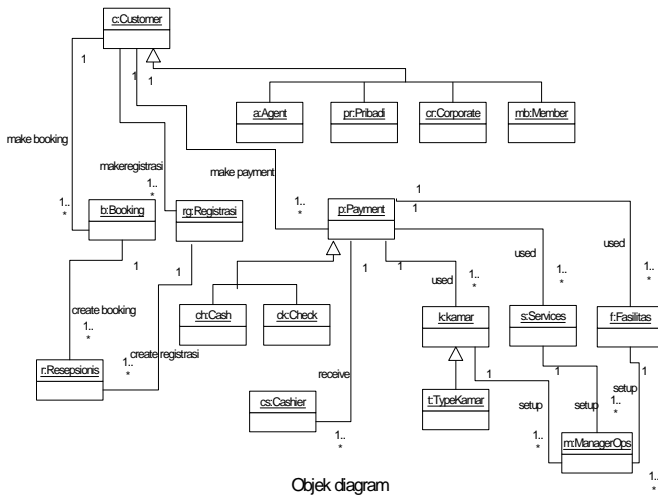 c:Customer
1
1
1
a:Agent
pr:Pribadi
cr:Corporate
mb:Member
make booking
makeregistrasi
make payment
1..
*
1..
*
1..
*
b:Booking
rg:Registrasi
p:Payment
1
1
1
1
1
1
used
used
used
1..
*
1..
*
1..
*
create booking
1..
*
create registrasi
1..
*
ch:Cash
ck:Check
k:kamar
s:Services
f:Fasilitas
r:Resepsionis
receive
cs:Cashier
1..
*
t:TypeKamar
1
1
1
setup
setup
setup
1..
*
1..
*
1..
*
m:ManagerOps
Objek diagram